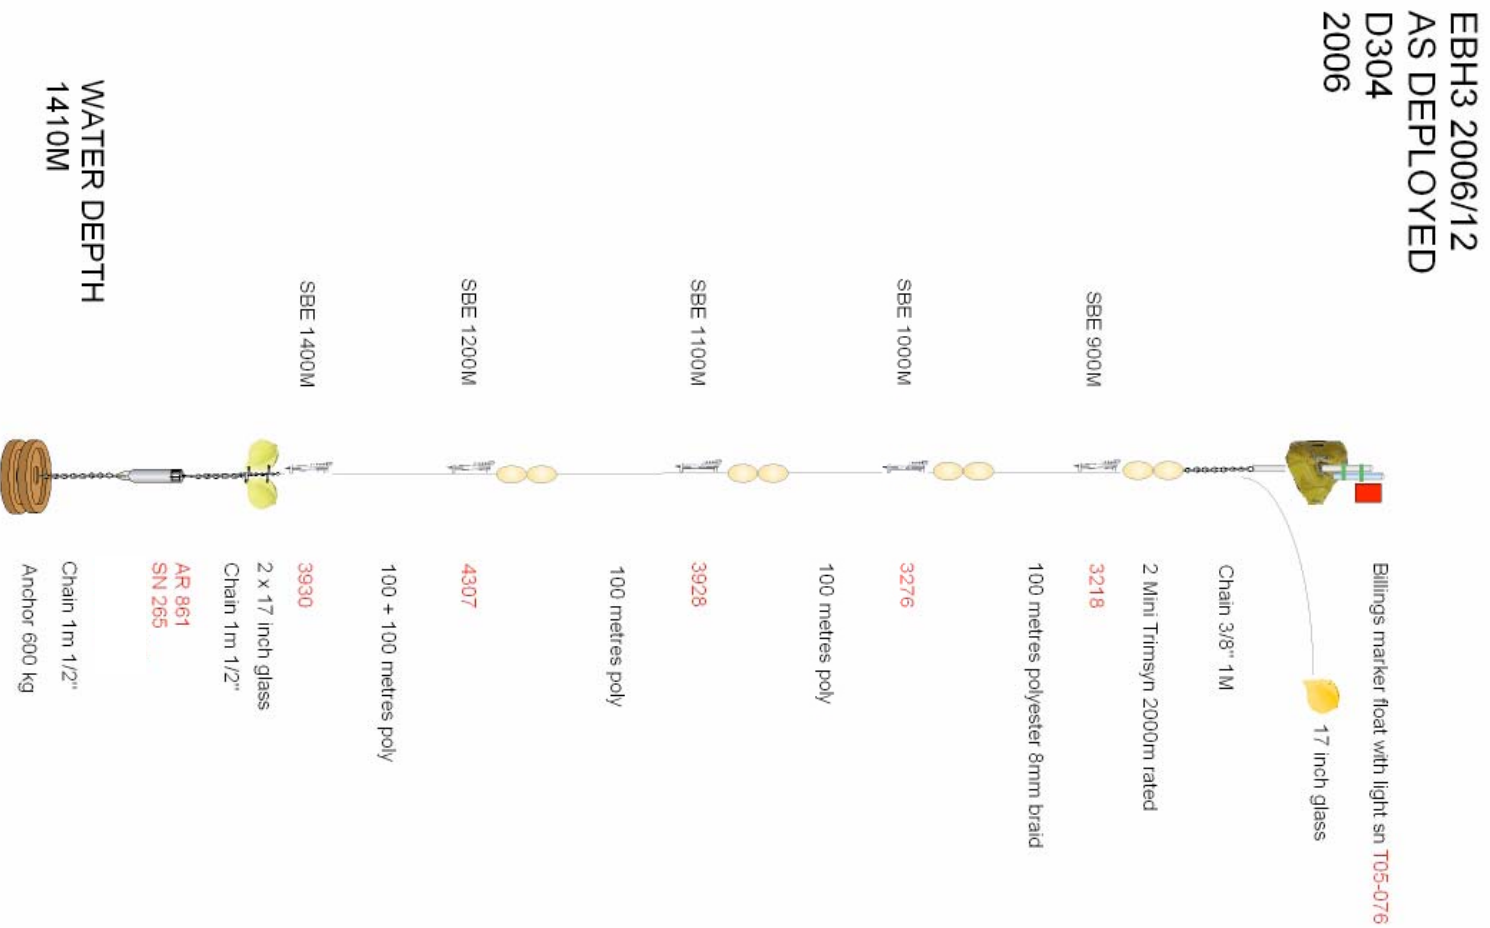 EBH3 2006/12
AS DEPLOYED
D304
2006
Billings marker float with light sn T05-076
17 inch glass
Chain 3/8" 1M
2 Mini Trimsyn 2000m rated
SBE 900M
3218
100 metres polyester 8mm braid
SBE 1000M
3276
100 metres poly
SBE 1100M
3928
100 metres poly
SBE 1200M
4307
100 + 100 metres poly
SBE 1400M
3930
2 x 17 inch glass
Chain 1m 1/2"
AR 861
SN 265
Chain 1m 1/2"
Anchor 600 kg
WATER DEPTH
1410M